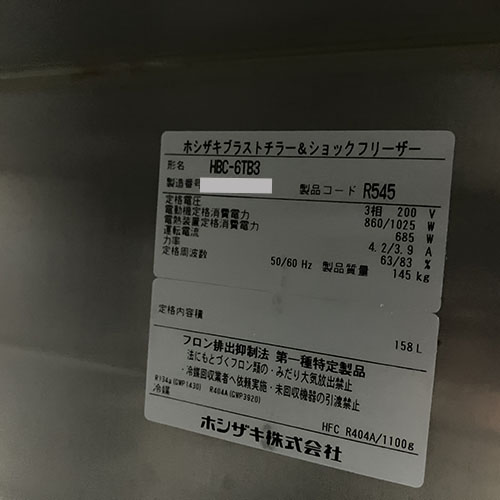 ホシザキブラストチラー&ショックフリーザー
形名 HBC-6TB3
製造番号 製品コード R545
定格電圧 3相 200 V
電動機定格消費電力 860/1025 W
電熱装置定格消費電力 685 W
運転電流 4.2/3.9 A
力率 63/83 %
定格周波数 50/60 Hz 製品質量 145 kg
定格内容積 158 L
フロン排出抑制法 第一種特定製品
法にもとづくフロン類の・みだり大気放出禁止
・冷媒回収業者へ依頼実施・未回収機器の引渡禁止
R134a(GWP1430) R404A(GWP3920)
冷媒 HFC R404A/1100g
ホシザキ株式会社